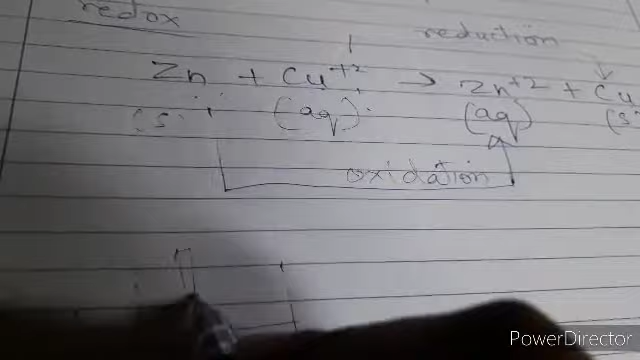 redox
reduction
Zn + Cu+2 → Zn+2 + Cu
(s) (aq) (aq) (s
oxidation
PowerDirector